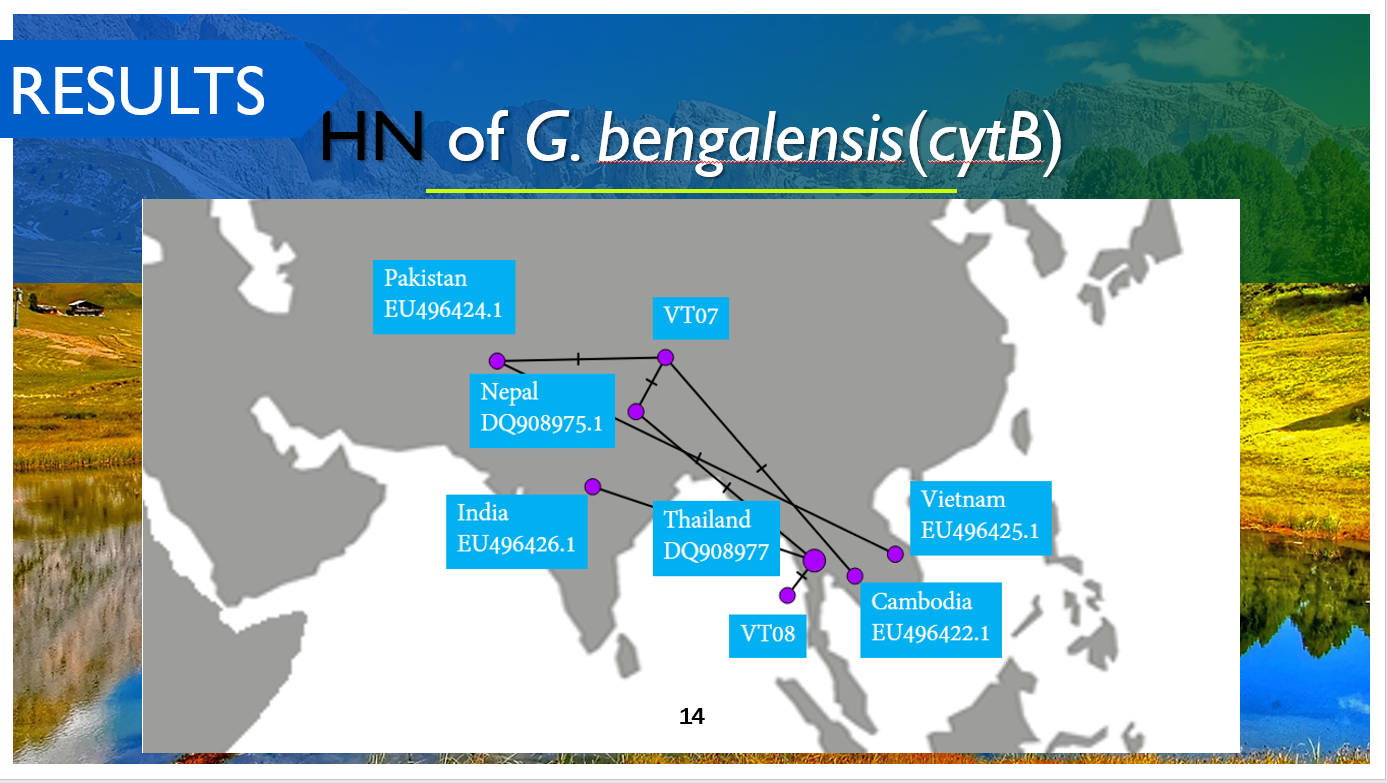 RESULTS
HN of G. bengalensis(cytB)
Pakistan
EU496424.1
VT07
Nepal
DQ908975.1
India
EU496426.1
Thailand
DQ908977
Vietnam
EU496425.1
Cambodia
EU496422.1
VT08
14